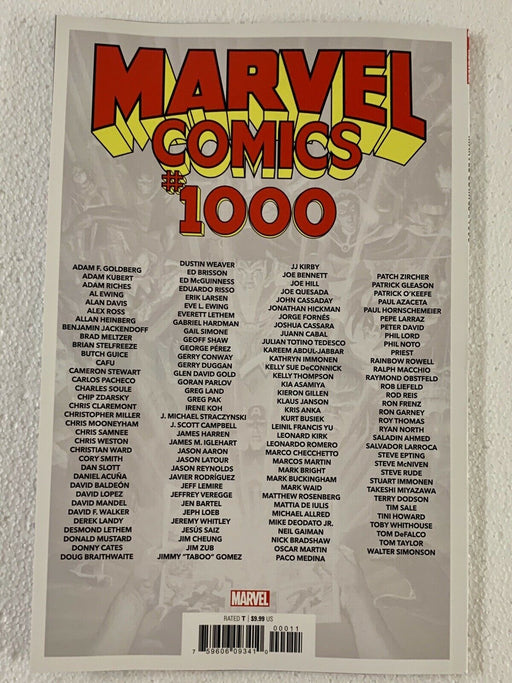 MARVEL
COMICS
#1000
ADAM F. GOLDBERG
ADAM KUBERT
ADAM RICHES
AL EWING
ALAN DAVIS
ALEX ROSS
ALLAN HEINBERG
BENJAMIN JACKENDOFF
BRAD MELTZER
BRIAN STELFREEZE
BUTCH GUICE
CAFU
CAMERON STEWART
CARLOS PACHECO
CHARLES SOULE
CHIP ZDARSKY
CHRIS CLAREMONT
CHRISTOPHER MILLER
CHRIS MOONEYHAM
CHRIS SAMNEE
CHRIS WESTON
CHRISTIAN WARD
CORY SMITH
DAN SLOTT
DANIEL ACUÑA
DAVID BALDEÓN
DAVID LOPEZ
DAVID MANDEL
DAVID F. WALKER
DEREK LANDY
DESMOND LETHEM
DONALD MUSTARD
DONNY CATES
DOUG BRAITHWAITE
DUSTIN WEAVER
ED BRISSON
ED McGUINNESS
EDUARDO RISSO
ERIK LARSEN
EVE L. EWING
EVERETT LETHEM
GABRIEL HARDMAN
GAIL SIMONE
GEOFF SHAW
GEORGE PÉREZ
GERRY CONWAY
GERRY DUGGAN
GLEN DAVID GOLD
GORAN PARLOV
GREG LAND
GREG PAK
IRENE KOH
J. MICHAEL STRACZYNSKI
J. SCOTT CAMPBELL
JAMES HARREN
JAMES M. IGLEHART
JASON AARON
JASON LATOUR
JASON REYNOLDS
JAVIER RODRÍGUEZ
JEFF LEMIRE
JEFFREY VEREGGE
JEN BARTEL
JEPH LOEB
JEREMY WHITLEY
JESÚS SAIZ
JIM CHEUNG
JIM ZUB
JIMMY "TABOO" GOMEZ
JJ KIRBY
JOE BENNETT
JOE HILL
JOE QUESADA
JOHN CASSADAY
JONATHAN HICKMAN
JORGE FORNÉS
JOSHUA CASSARA
JUANN CABAL
JULIAN TOTINO TEDESCO
KAREEM ABDUL-JABBAR
KATHRYN IMMONEN
KELLY SUE DeCONNICK
KELLY THOMPSON
KIA ASAMIYA
KIERON GILLEN
KLAUS JANSON
KRIS ANKA
KURT BUSIEK
LEINIL FRANCIS YU
LEONARD KIRK
LEONARDO ROMERO
MARCO CHECCHETTO
MARCOS MARTIN
MARK BRIGHT
MARK BUCKINGHAM
MARK WAID
MATTHEW ROSENBERG
MATTIA DE IULIS
MICHAEL ALLRED
MIKE DEODATO JR.
NEIL GAIMAN
NICK BRADSHAW
OSCAR MARTIN
PACO MEDINA
PATCH ZIRCHER
PATRICK GLEASON
PATRICK O'KEEFE
PAUL AZACETA
PAUL HORNSCHEMEIER
PEPE LARRAZ
PETER DAVID
PHIL LORD
PHIL NOTO
PRIEST
RAINBOW ROWELL
RALPH MACCHIO
RAYMOND OBSTFELD
ROB LIEFELD
ROD REIS
RON FRENZ
RON GARNEY
ROY THOMAS
RYAN NORTH
SALADIN AHMED
SALVADOR LARROCA
STEVE EPTING
STEVE McNIVEN
STEVE RUDE
STUART IMMONEN
TAKESHI MIYAZAWA
TERRY DODSON
TIM SALE
TINI HOWARD
TOBY WHITHOUSE
TOM DeFALCO
TOM TAYLOR
WALTER SIMONSON
MARVEL
RATED T | $9.99 US
00011
7 59606 09341 0